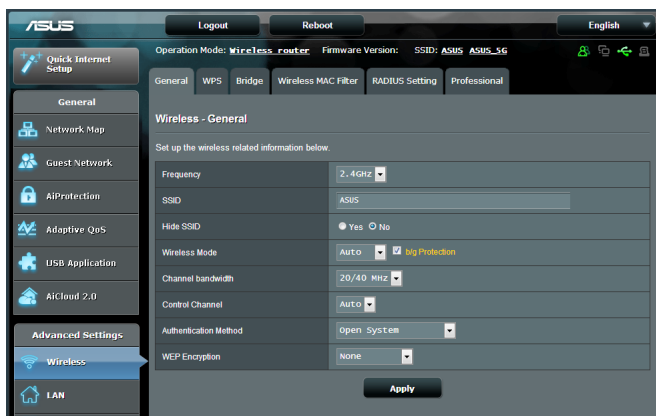 ASUS
Logout
Reboot
English
Quick Internet
Setup
Operation Mode: Wireless router Firmware Version: SSID: ASUS ASUS_5G
General
WPS
Bridge
Wireless MAC Filter
RADIUS Setting
Professional
General
Network Map
Guest Network
AiProtection
Adaptive QoS
USB Application
AiCloud 2.0
Advanced Settings
Wireless
LAN
Wireless - General
Set up the wireless related information below.
Frequency 2.4GHz
SSID ASUS
Hide SSID Yes No
Wireless Mode Auto b/g Protection
Channel bandwidth 20/40 MHz
Control Channel Auto
Authentication Method Open System
WEP Encryption None
Apply